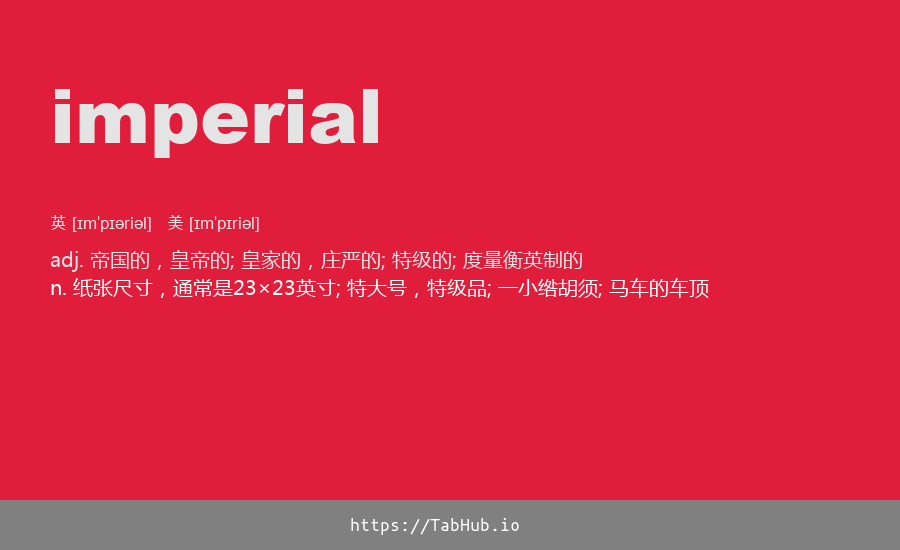 imperial
英 [ɪmˈpɪəriəl] 美 [ɪmˈpɪriəl]
adj. 帝国的，皇帝的; 皇家的，庄严的; 特级的; 度量衡英制的
n. 纸张尺寸，通常是23×23英寸; 特大号，特级品; 一小绺胡须; 马车的车顶
https://TabHub.io